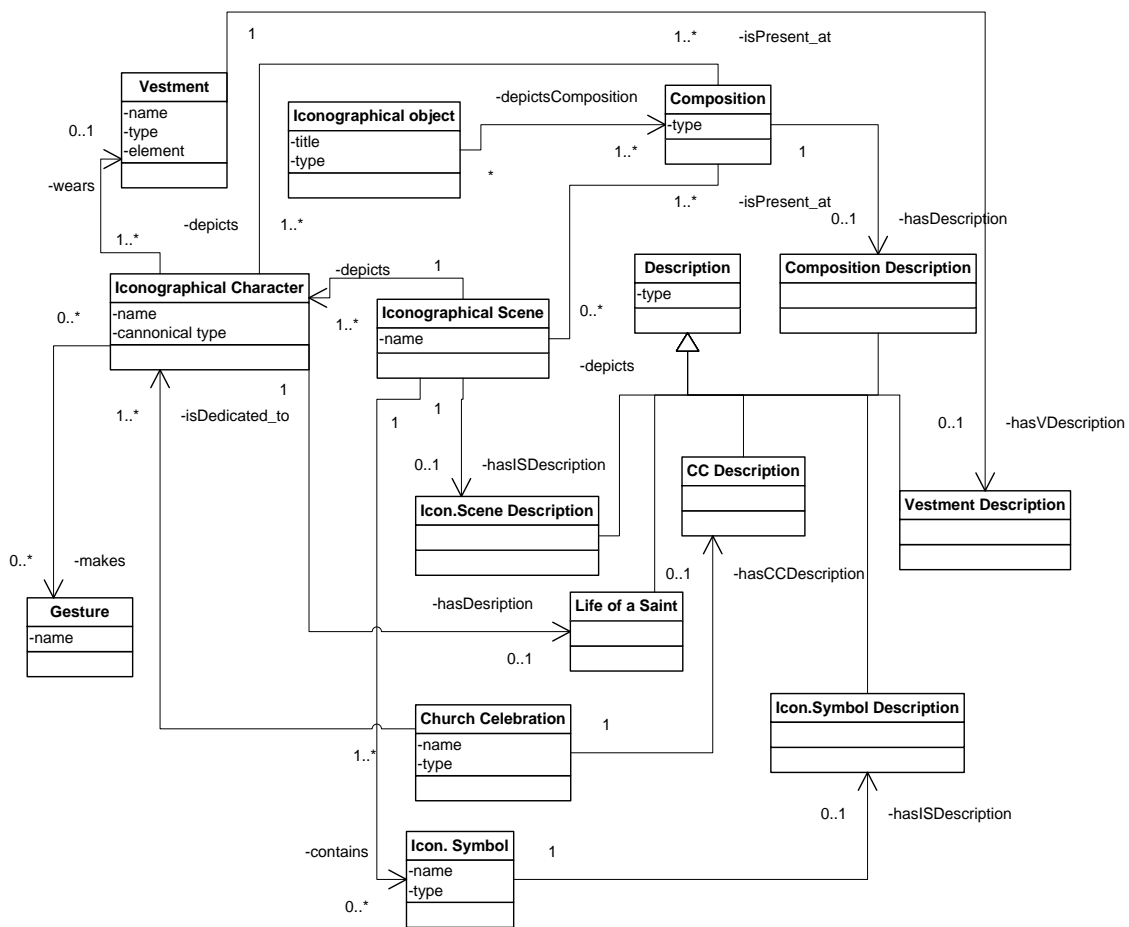 1
1..*
-isPresent_at
Vestment
-name
-type
-element
0..1
-wears
1..*
-depicts
1..*
Iconographical object
-title
-type
*
-depictsComposition
1..*
Composition
-type
1
1..*
-isPresent_at
0..1
-hasDescription
Iconographical Character
-name
-cannonical type
0..*
-depicts
1
1..*
Iconographical Scene
-name
0..*
-depicts
Description
-type
Composition Description
1..*
-isDedicated_to
1
1
1
0..1
-hasISDescription
0..1
-hasVDescription
CC Description
Icon.Scene Description
Vestment Description
0..*
-makes
0..1
-hasCCDescription
Gesture
-name
-hasDesription
0..1
Life of a Saint
Church Celebration
-name
-type
1
1..*
Icon.Symbol Description
0..1
-hasISDescription
-contains
0..*
Icon. Symbol
-name
-type
1